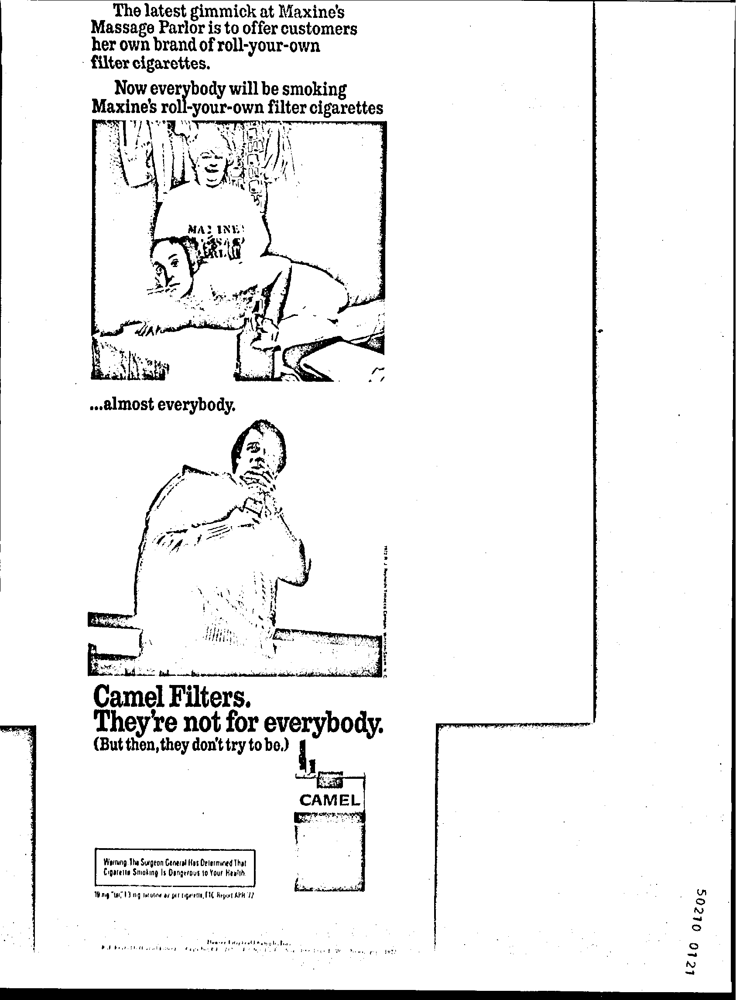 The latest gimmick at Maxine's
Massage Parlor is to offer customers
her own brand of roll-your-own
filter cigarettes.
Now everybody will be smoking
Maxine's roll-your-own filter cigarettes
...almost everybody.
Camel Filters.
They're not for everybody.
(But then, they don't try to be.)
CAMEL
Warning The Surgeon General Has Determined That
Cigarette Smoking Is Dangerous to Your Health
19 mg "tar," 1.3 mg nicotine av per cigarette, FTC Report APR '72
50210 0121